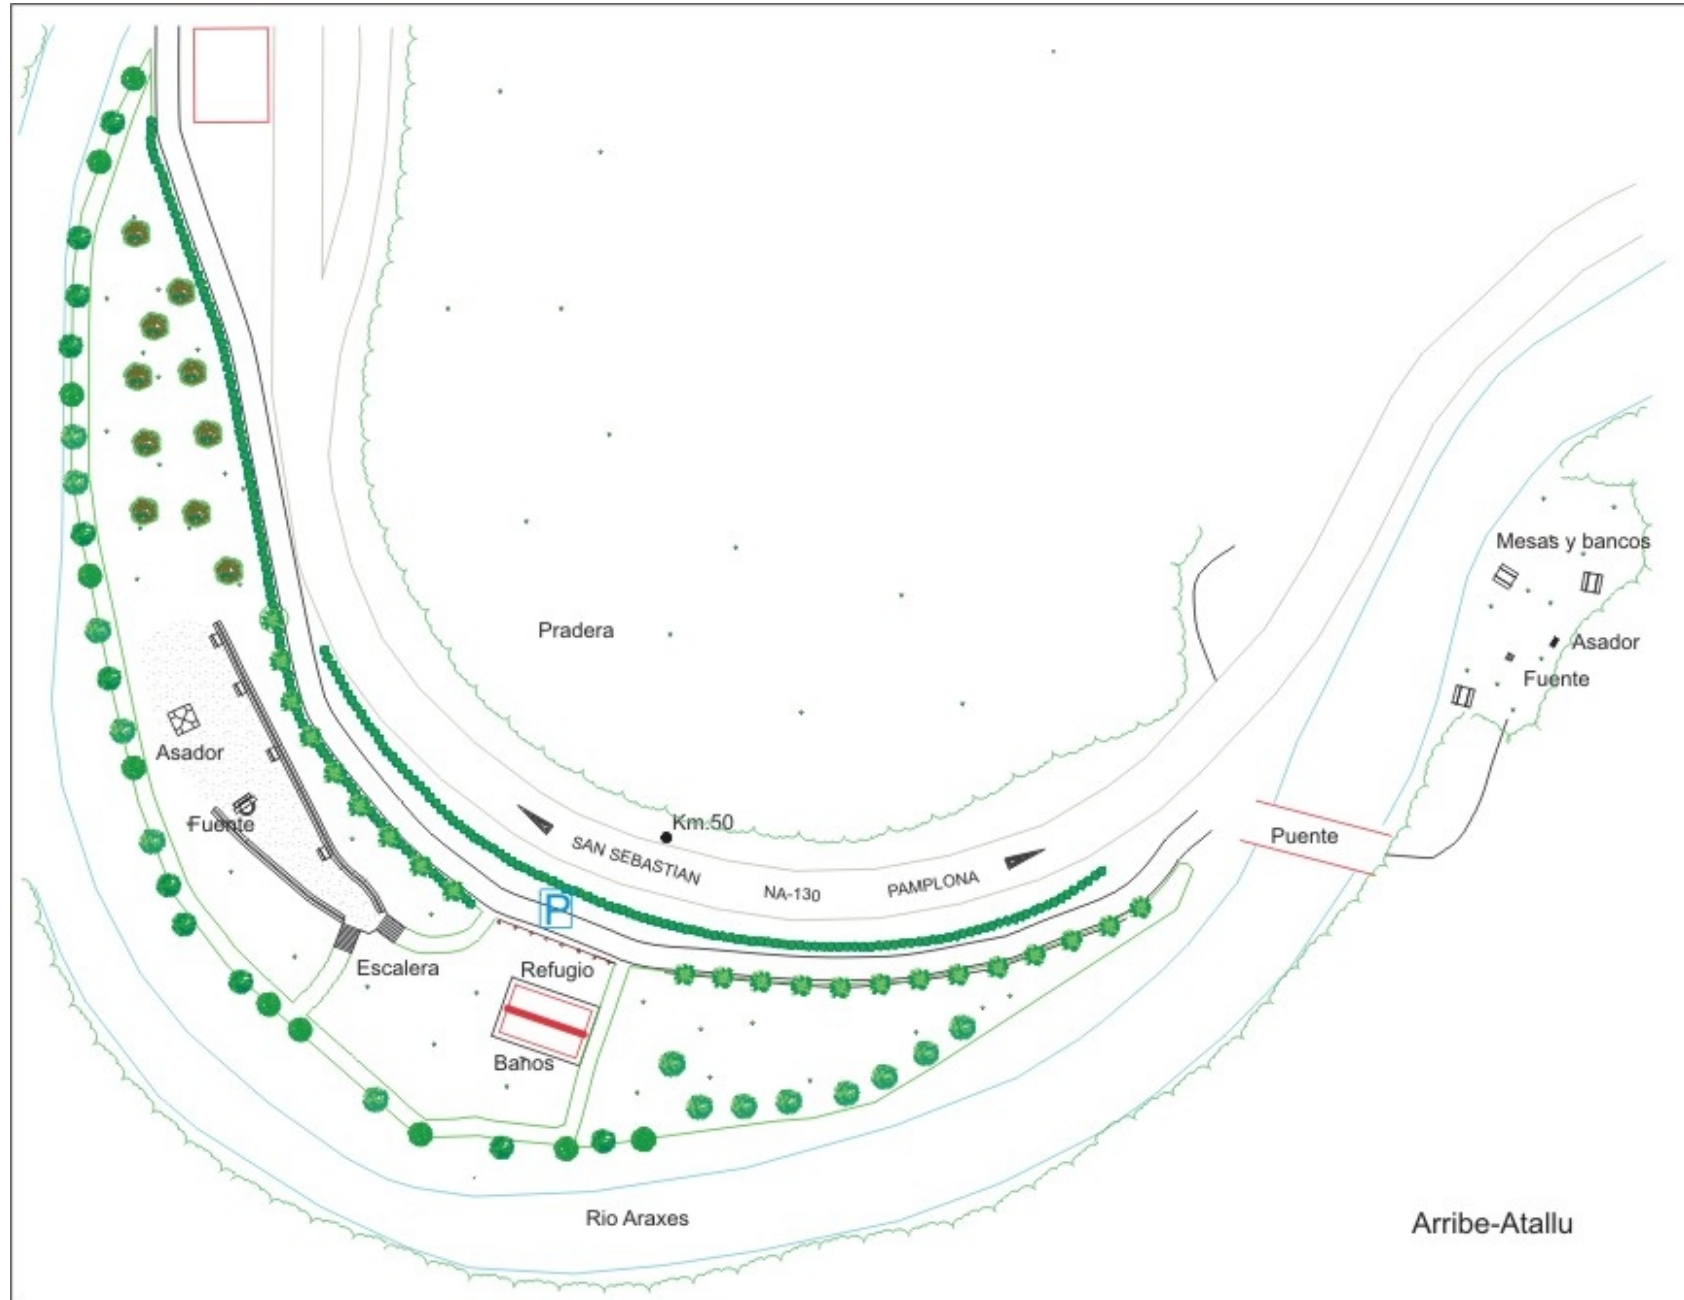 Mesas y bancos
Pradera
Asador
Fuente
Asador
Km.50
Fuente
Puente
SAN SEBASTIAN
NA-130
PAMPLONA
P
Escalera
Refugio
Baños
Rio Araxes
Arribe-Atallu